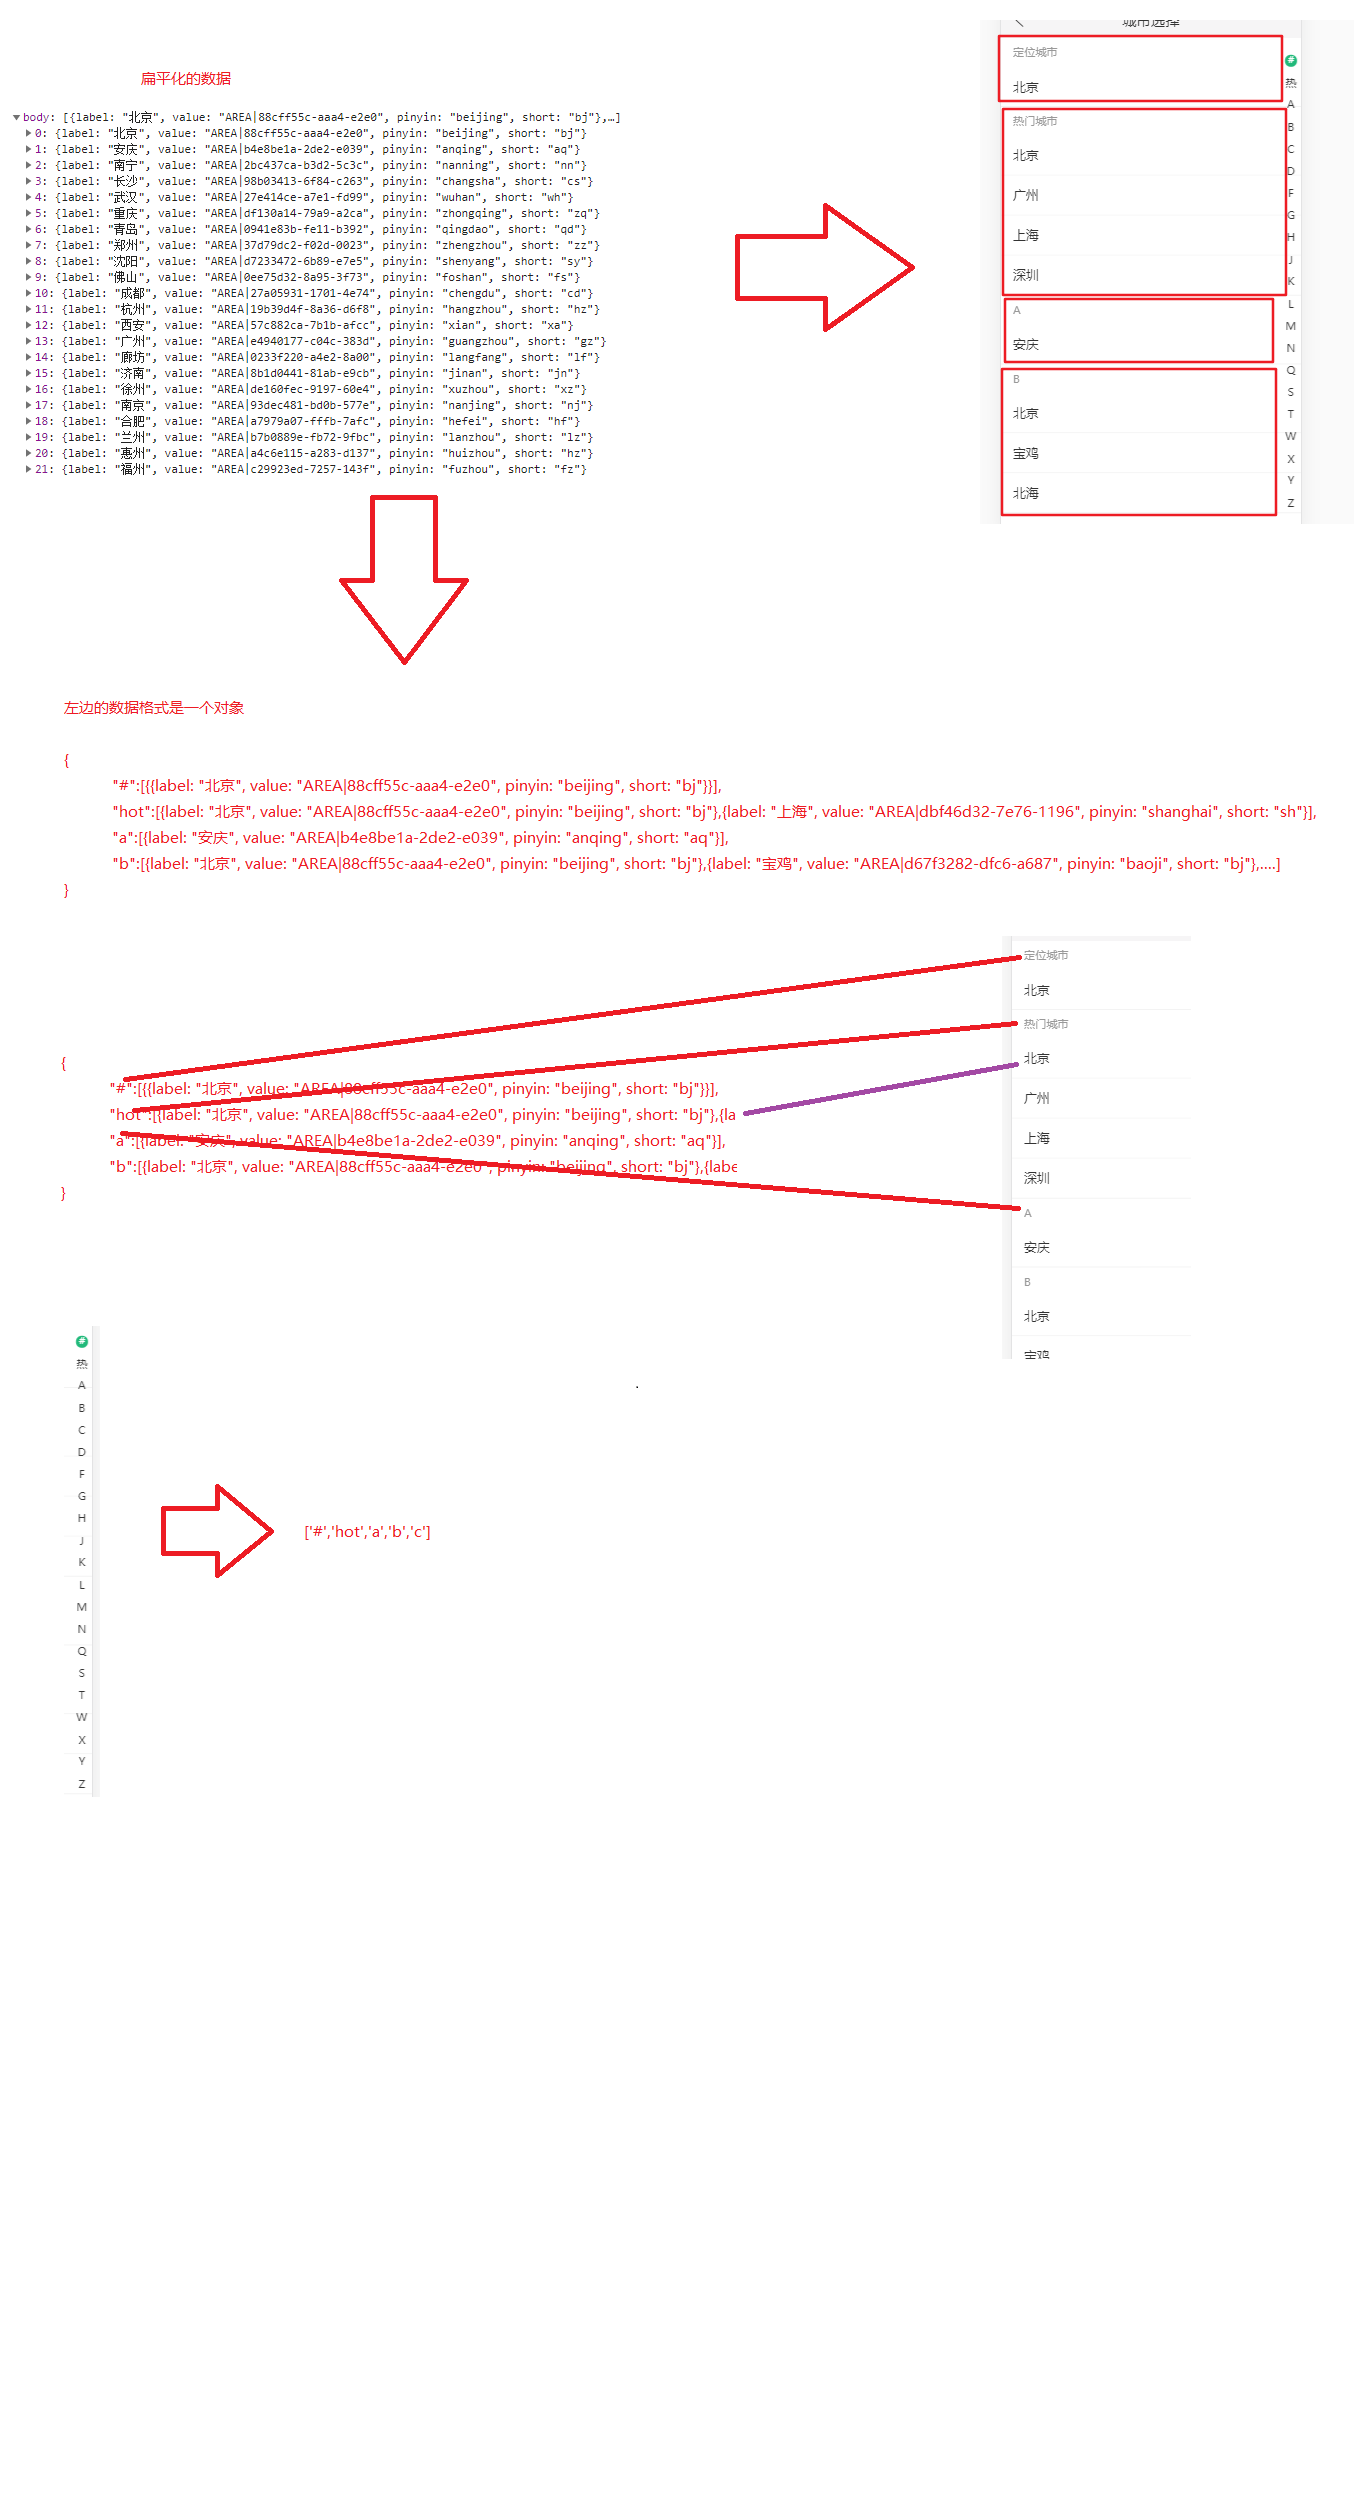 扁平化的数据
body: [{label: "北京", value: "AREA|88cff55c-aaa4-e2e0", pinyin: "beijing", short: "bj"},…]
0: {label: "北京", value: "AREA|88cff55c-aaa4-e2e0", pinyin: "beijing", short: "bj"}
1: {label: "安庆", value: "AREA|b4e8be1a-2de2-e039", pinyin: "anqing", short: "aq"}
2: {label: "南宁", value: "AREA|2bc437ca-b3d2-5c3c", pinyin: "nanning", short: "nn"}
3: {label: "长沙", value: "AREA|98b03413-6f84-c263", pinyin: "changsha", short: "cs"}
4: {label: "武汉", value: "AREA|27e414ce-a7e1-fd99", pinyin: "wuhan", short: "wh"}
5: {label: "重庆", value: "AREA|df130a14-79a9-a2ca", pinyin: "zhongqing", short: "zq"}
6: {label: "青岛", value: "AREA|0941e83b-fe11-b392", pinyin: "qingdao", short: "qd"}
7: {label: "郑州", value: "AREA|37d79dc2-f02d-0023", pinyin: "zhengzhou", short: "zz"}
8: {label: "沈阳", value: "AREA|d7233472-6b89-e7e5", pinyin: "shenyang", short: "sy"}
9: {label: "佛山", value: "AREA|0ee75d32-8a95-3f73", pinyin: "foshan", short: "fs"}
10: {label: "成都", value: "AREA|27a05931-1701-4e74", pinyin: "chengdu", short: "cd"}
11: {label: "杭州", value: "AREA|19b39d4f-8a36-d6f8", pinyin: "hangzhou", short: "hz"}
12: {label: "西安", value: "AREA|57c882ca-7b1b-afcc", pinyin: "xian", short: "xa"}
13: {label: "广州", value: "AREA|e4940177-c04c-383d", pinyin: "guangzhou", short: "gz"}
14: {label: "廊坊", value: "AREA|0233f220-a4e2-8a00", pinyin: "langfang", short: "lf"}
15: {label: "济南", value: "AREA|8b1d0441-81ab-e9cb", pinyin: "jinan", short: "jn"}
16: {label: "徐州", value: "AREA|de160fec-9197-60e4", pinyin: "xuzhou", short: "xz"}
17: {label: "南京", value: "AREA|93dec481-bd0b-577e", pinyin: "nanjing", short: "nj"}
18: {label: "合肥", value: "AREA|a7979a07-fffb-7afc", pinyin: "hefei", short: "hf"}
19: {label: "兰州", value: "AREA|b7b0889e-fb72-9fbc", pinyin: "lanzhou", short: "lz"}
20: {label: "惠州", value: "AREA|a4c6e115-a283-d137", pinyin: "huizhou", short: "hz"}
21: {label: "福州", value: "AREA|c29923ed-7257-143f", pinyin: "fuzhou", short: "fz"}
城市选择
定位城市
北京
热门城市
北京
广州
上海
深圳
A
安庆
B
北京
宝鸡
北海
#
热
A
B
C
D
F
G
H
J
K
L
M
N
Q
S
T
W
X
Y
Z
左边的数据格式是一个对象
{
"#":[{{label: "北京", value: "AREA|88cff55c-aaa4-e2e0", pinyin: "beijing", short: "bj"}}],
"hot":[{label: "北京", value: "AREA|88cff55c-aaa4-e2e0", pinyin: "beijing", short: "bj"},{label: "上海", value: "AREA|dbf46d32-7e76-1196", pinyin: "shanghai", short: "sh"}],
"a":[{label: "安庆", value: "AREA|b4e8be1a-2de2-e039", pinyin: "anqing", short: "aq"}],
"b":[{label: "北京", value: "AREA|88cff55c-aaa4-e2e0", pinyin: "beijing", short: "bj"},{label: "宝鸡", value: "AREA|d67f3282-dfc6-a687", pinyin: "baoji", short: "bj"},....]
}
{
"#":[{{label: "北京", value: "AREA|88cff55c-aaa4-e2e0", pinyin: "beijing", short: "bj"}}],
"hot":[{label: "北京", value: "AREA|88cff55c-aaa4-e2e0", pinyin: "beijing", short: "bj"},{la
"a":[{label: "安庆", value: "AREA|b4e8be1a-2de2-e039", pinyin: "anqing", short: "aq"}],
"b":[{label: "北京", value: "AREA|88cff55c-aaa4-e2e0", pinyin: "beijing", short: "bj"},{labe
}
定位城市
北京
热门城市
北京
广州
上海
深圳
A
安庆
B
北京
宝鸡
#
热
A
B
C
D
F
G
H
J
K
L
M
N
Q
S
T
W
X
Y
Z
['#','hot','a','b','c']
.